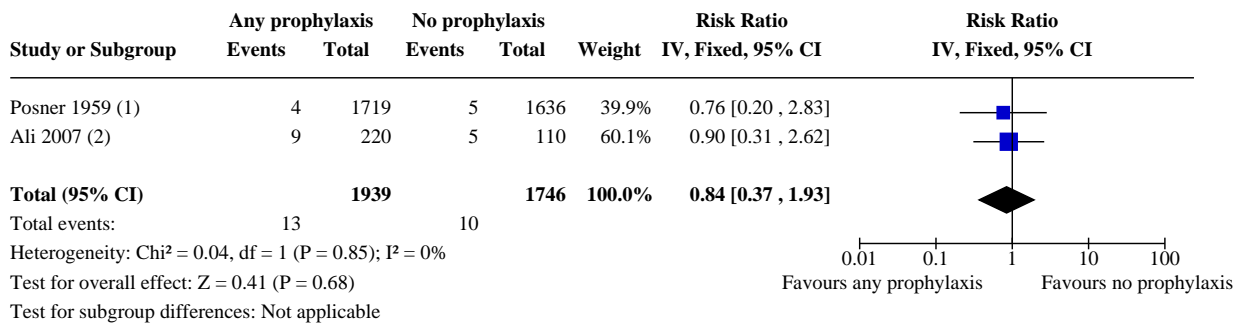 Any prophylaxis No prophylaxis Risk Ratio Risk Ratio
Study or Subgroup Events Total Events Total Weight IV, Fixed, 95% CI IV, Fixed, 95% CI
Posner 1959 (1) 4 1719 5 1636 39.9% 0.76 [0.20 , 2.83]
Ali 2007 (2) 9 220 5 110 60.1% 0.90 [0.31 , 2.62]
Total (95% CI) 1939 1746 100.0% 0.84 [0.37 , 1.93]
Total events: 13 10
Heterogeneity: Chi² = 0.04, df = 1 (P = 0.85); I² = 0%
0.01 0.1 1 10 100
Test for overall effect: Z = 0.41 (P = 0.68)
Favours any prophylaxis Favours no prophylaxis
Test for subgroup differences: Not applicable